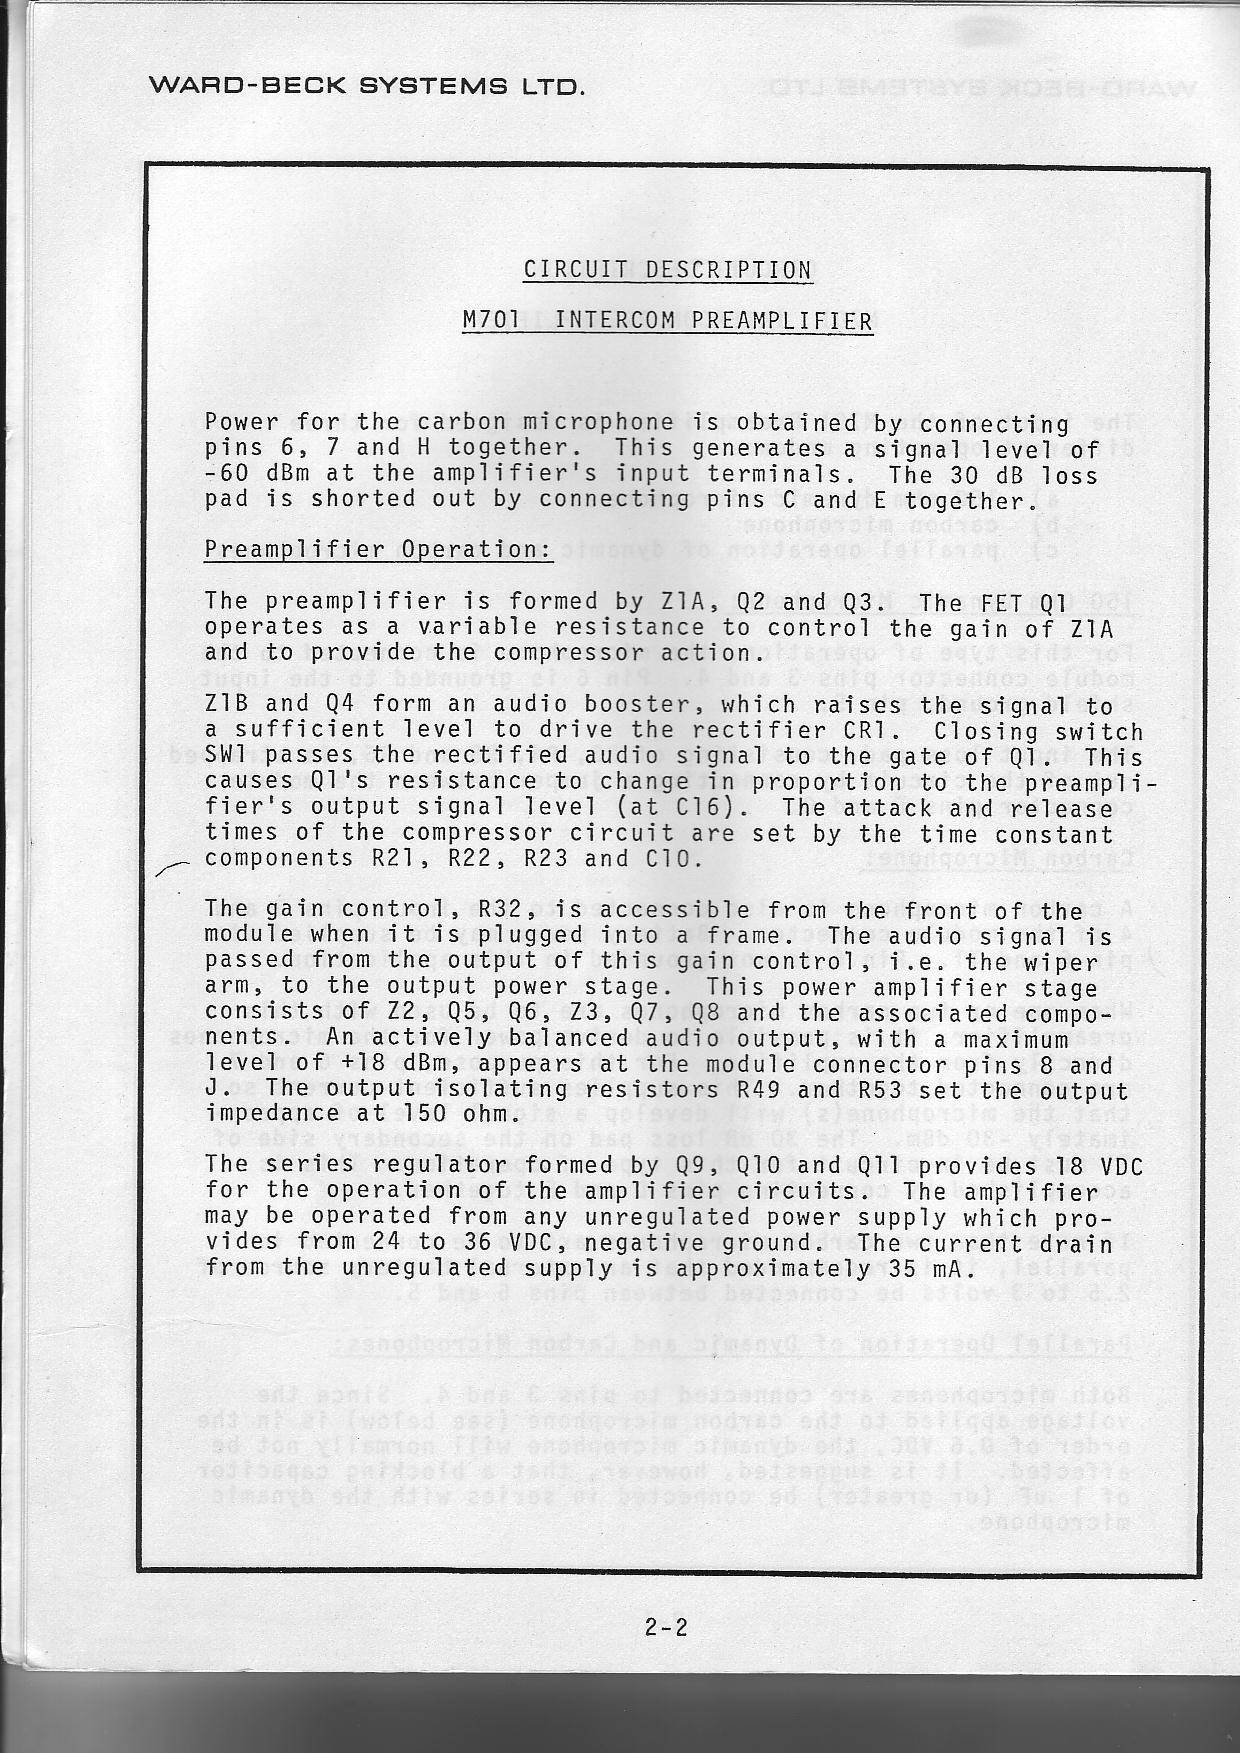 WARD-BECK SYSTEMS LTD.
CIRCUIT DESCRIPTION
M701 INTERCOM PREAMPLIFIER
Power for the carbon microphone is obtained by connecting
pins 6, 7 and H together. This generates a signal level of
-60 dBm at the amplifier's input terminals. The 30 dB loss
pad is shorted out by connecting pins C and E together.
Preamplifier Operation:
The preamplifier is formed by Z1A, Q2 and Q3. The FET Q1
operates as a variable resistance to control the gain of Z1A
and to provide the compressor action.
Z1B and Q4 form an audio booster, which raises the signal to
a sufficient level to drive the rectifier CR1. Closing switch
SW1 passes the rectified audio signal to the gate of Q1. This
causes Q1' resistance to change in proportion to the preampli-
fier's output signal level (at C16). The attack and release
times of the compressor circuit are set by the time constant
components R21, R22, R23 and C10.
The gain control, R32, is accessible from the front of the
module when it is plugged into a frame. The audio signal is
passed from the output of this gain control, i.e. the wiper
arm, to the output power stage. This power amplifier stage
consists of Z2, Q5, Q6, Z3, Q7, Q8 and the associated compo-
nents. An actively balanced audio output, with a maximum
level of +18 dBm, appears at the module connector pins 8 and
J. The output isolating resistors R49 and R53 set the output
impedance at 150 ohm.
The series regulator formed by Q9, Q10 and Q11 provides 18 VDC
for the operation of the amplifier circuits. The amplifier
may be operated from any unregulated power supply which pro-
vides from 24 to 36 VDC, negative ground. The current drain
from the unregulated supply is approximately 35 mA.
2-2